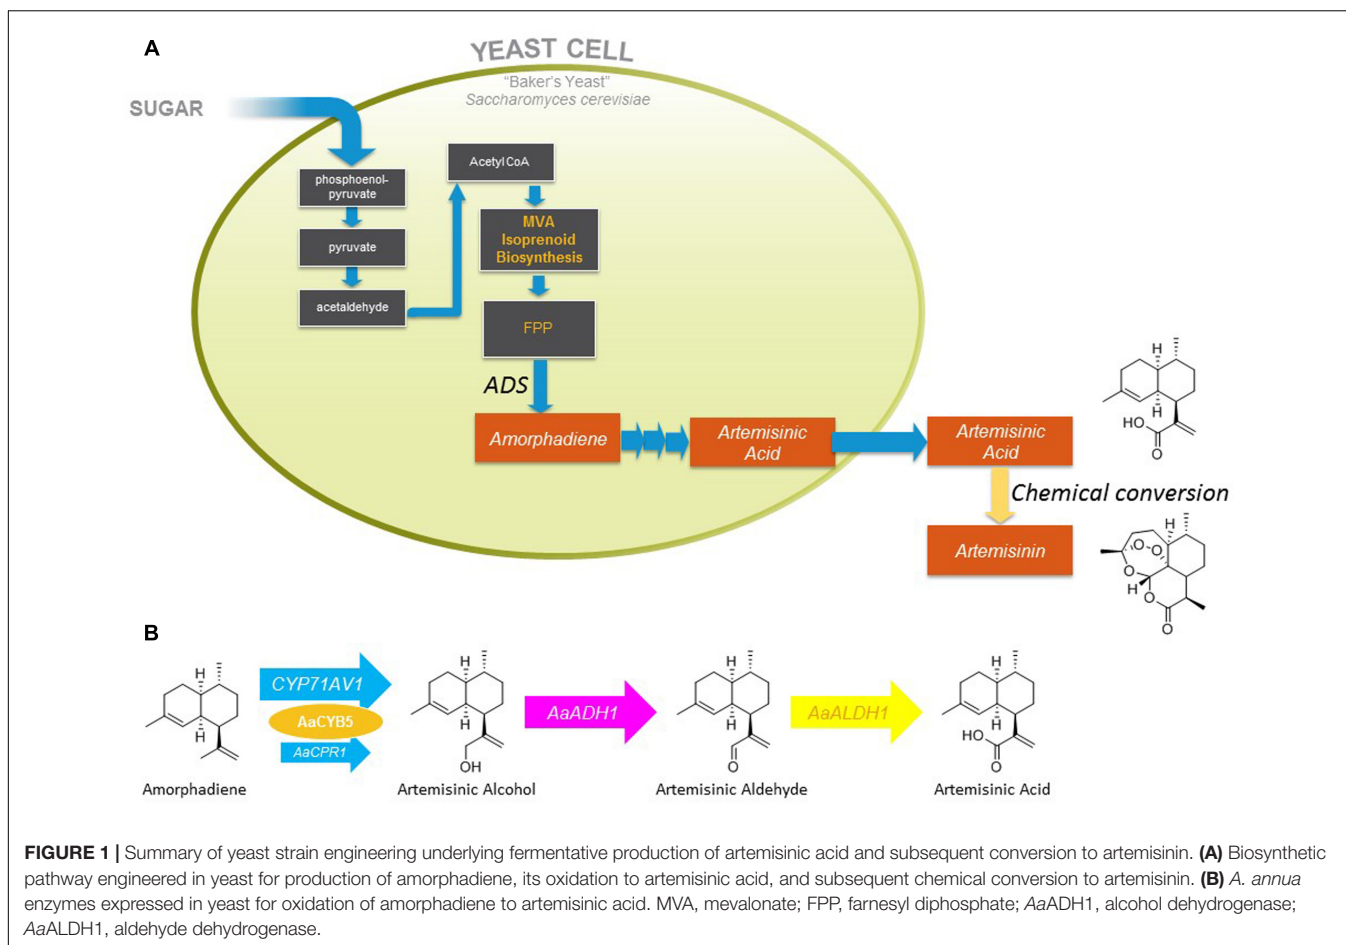 A
YEAST CELL
"Baker's Yeast"
Saccharomyces cerevisiae
SUGAR
phosphoenol-
pyruvate
pyruvate
acetaldehyde
Acetyl CoA
MVA
Isoprenoid
Biosynthesis
FPP
ADS
Amorphadiene
Artemisinic
Acid
Artemisinic
Acid
H
H
HO
O
Chemical conversion
Artemisinin
H
O
O
O
H
O
O
B
H
H
Amorphadiene
CYP71AV1
AaCYB5
AaCPR1
H
H
OH
Artemisinic Alcohol
AaADH1
H
H
O
Artemisinic Aldehyde
AaALDH1
H
H
HO
O
Artemisinic Acid
FIGURE 1 | Summary of yeast strain engineering underlying fermentative production of artemisinic acid and subsequent conversion to artemisinin. (A) Biosynthetic
pathway engineered in yeast for production of amorphadiene, its oxidation to artemisinic acid, and subsequent chemical conversion to artemisinin. (B) A. annua
enzymes expressed in yeast for oxidation of amorphadiene to artemisinic acid. MVA, mevalonate; FPP, farnesyl diphosphate; AaADH1, alcohol dehydrogenase;
AaALDH1, aldehyde dehydrogenase.